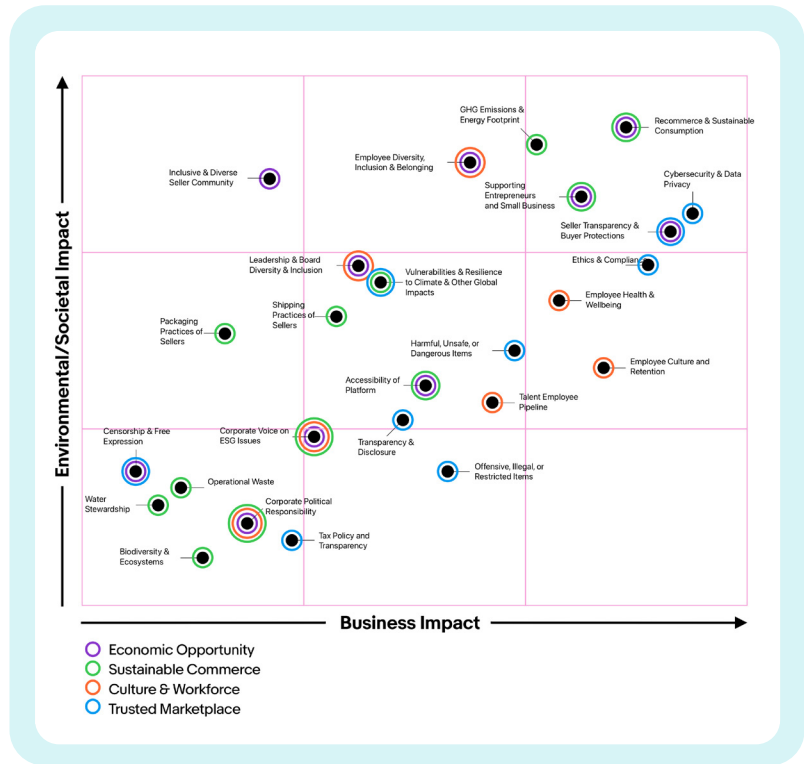 GHG Emissions &
Energy Footprint
Recommerce & Sustainable
Consumption
Employee Diversity,
Inclusion & Belonging
Inclusive & Diverse
Seller Community
Cybersecurity & Data
Privacy
Supporting
Entrepreneurs
and Small Business
Seller Transparency &
Buyer Protections
Leadership & Board
Diversity & Inclusion
Ethics & Compliance
Vulnerabilities & Resilience
to Climate & Other Global
Impacts
Employee Health &
Wellbeing
Shipping
Practices of
Sellers
Packaging
Practices of
Sellers
Harmful, Unsafe, or
Dangerous Items
Employee Culture and
Retention
Accessibility of
Platform
Talent Employee
Pipeline
Censorship & Free
Expression
Corporate Voice on
ESG Issues
Transparency &
Disclosure
Offensive, Illegal, or
Restricted Items
Operational Waste
Water
Stewardship
Corporate Political
Responsibility
Tax Policy and
Transparency
Biodiversity &
Ecosystems
Environmental/Societal Impact
Business Impact
Economic Opportunity
Sustainable Commerce
Culture & Workforce
Trusted Marketplace